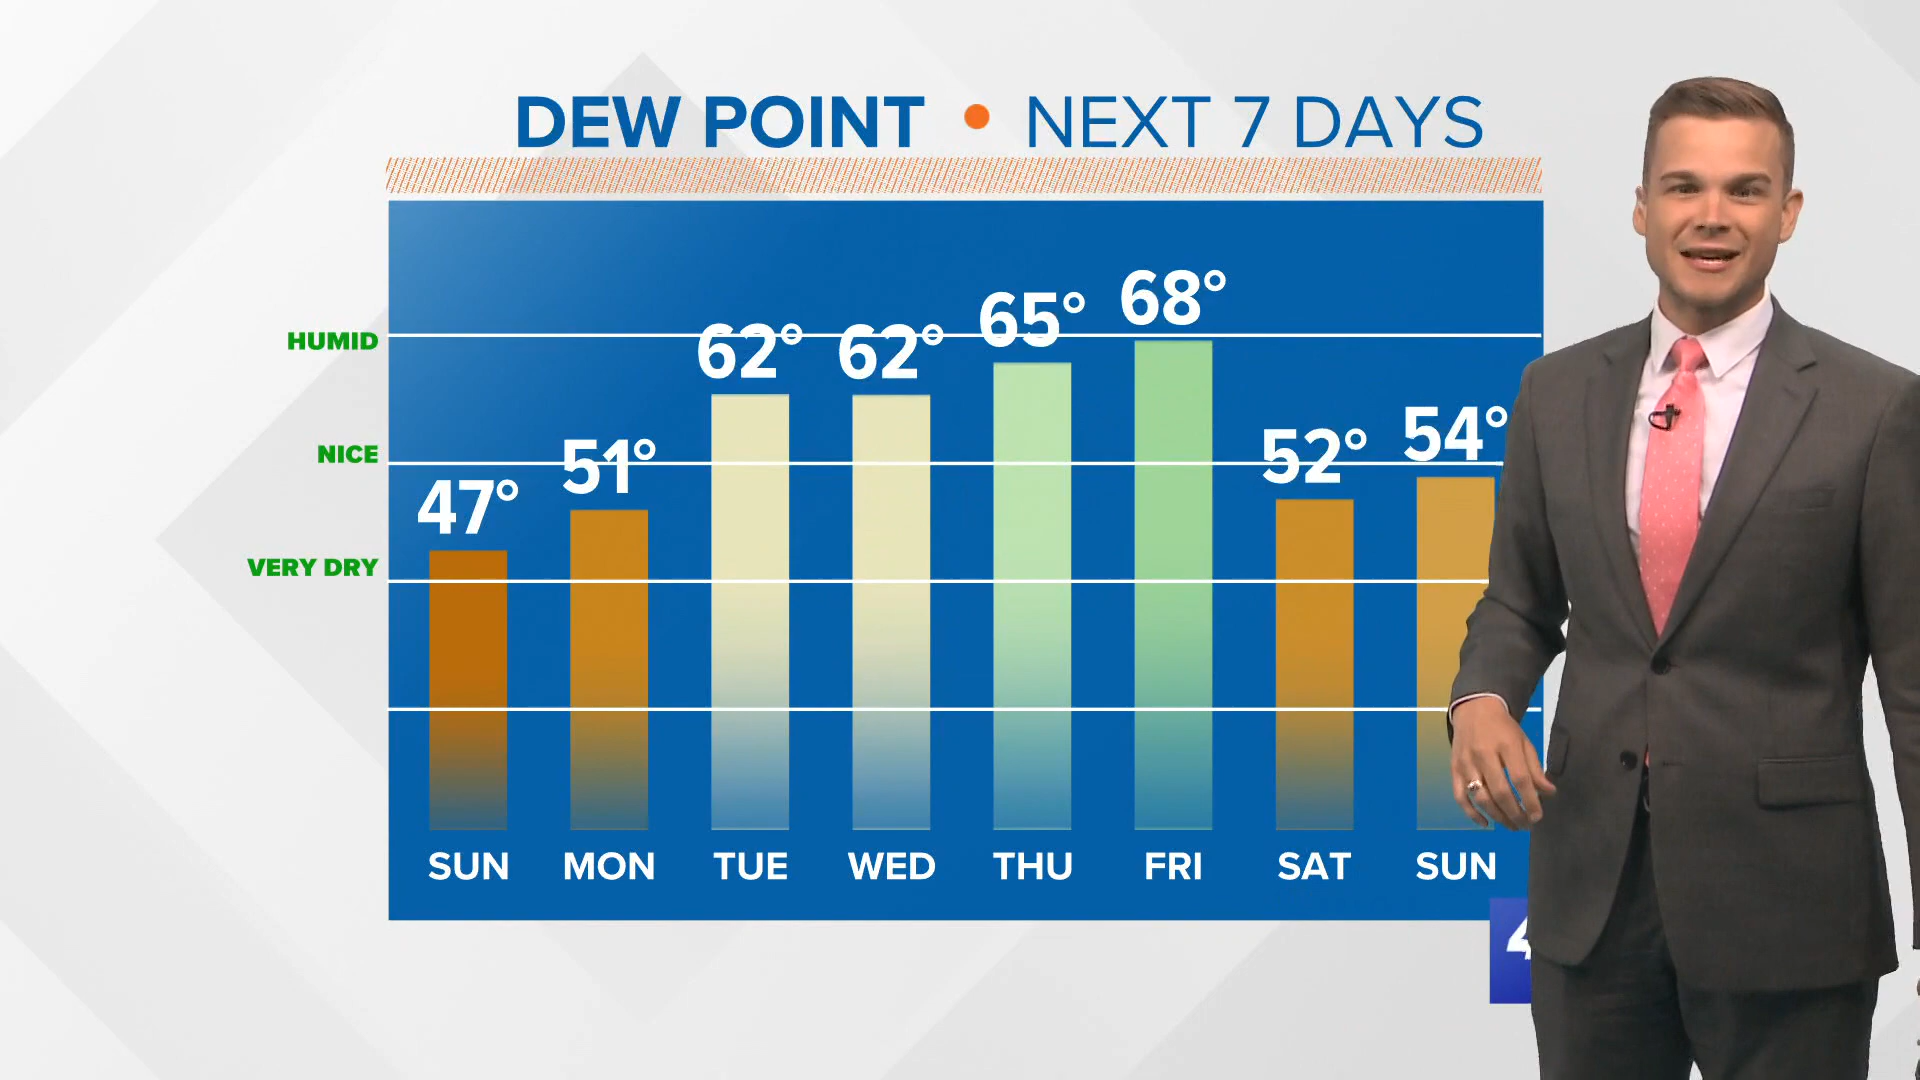 DEW POINT • NEXT 7 DAYS
HUMID
NICE
VERY DRY
47° 51° 62° 62° 65° 68° 52° 54°
SUN MON TUE WED THU FRI SAT SUN
4